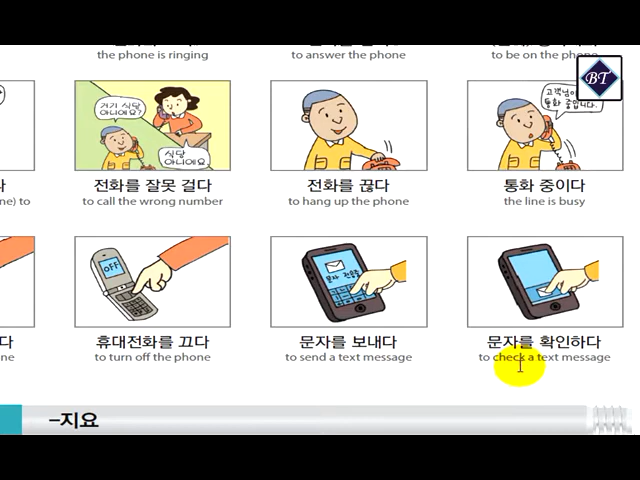 the phone is ringing
to answer the phone
to be on the phone
BT
거기 식당
아니에요?
식당
아니에요
고객님이
통화 중입니다.
전화를 잘못 걸다
전화를 끊다
통화 중이다
ne) to
to call the wrong number
to hang up the phone
the line is busy
OFF
문자 전송중
다
휴대전화를 끄다
문자를 보내다
문자를 확인하다
ne
to turn off the phone
to send a text message
to check a text message
–지요